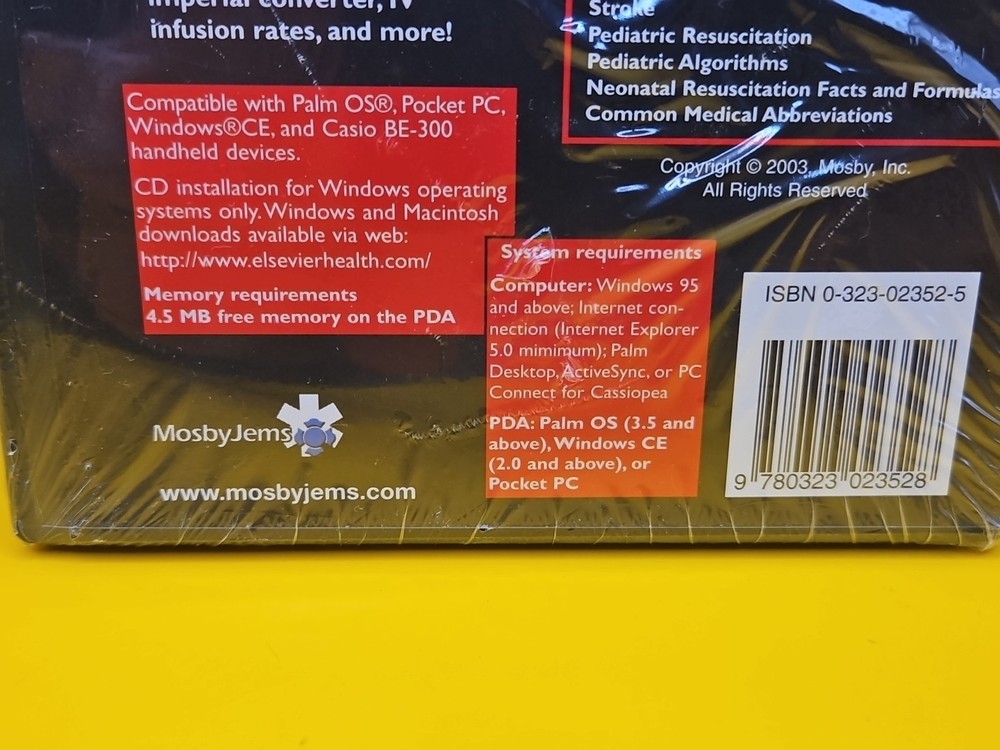 imperial converter, IV
infusion rates, and more!
Stroke
Pediatric Resuscitation
Pediatric Algorithms
Neonatal Resuscitation Facts and Formulas
Common Medical Abbreviations
Copyright © 2003, Mosby, Inc.
All Rights Reserved
Compatible with Palm OS®, Pocket PC,
Windows®CE, and Casio BE-300
handheld devices.
CD installation for Windows operating
systems only. Windows and Macintosh
downloads available via web:
http://www.elsevierhealth.com/
Memory requirements
4.5 MB free memory on the PDA
System requirements
Computer: Windows 95
and above; Internet con-
nection (Internet Explorer
5.0 mimimum); Palm
Desktop, ActiveSync, or PC
Connect for Cassiopea
PDA: Palm OS (3.5 and
above), Windows CE
(2.0 and above), or
Pocket PC
ISBN 0-323-02352-5
9 780323 023528
MosbyJems
www.mosbyjems.com